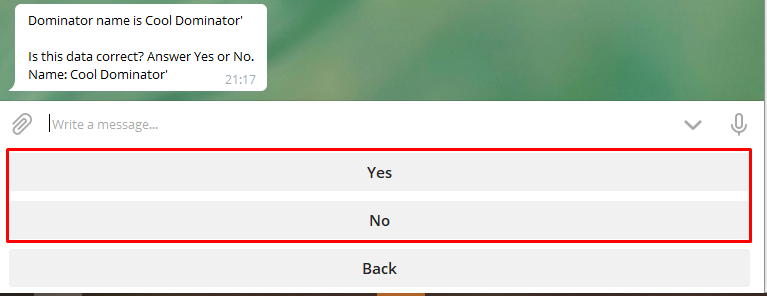 Dominator name is Cool Dominator'
Is this data correct? Answer Yes or No.
Name: Cool Dominator'
21:17
Write a message...
Yes
No
Back